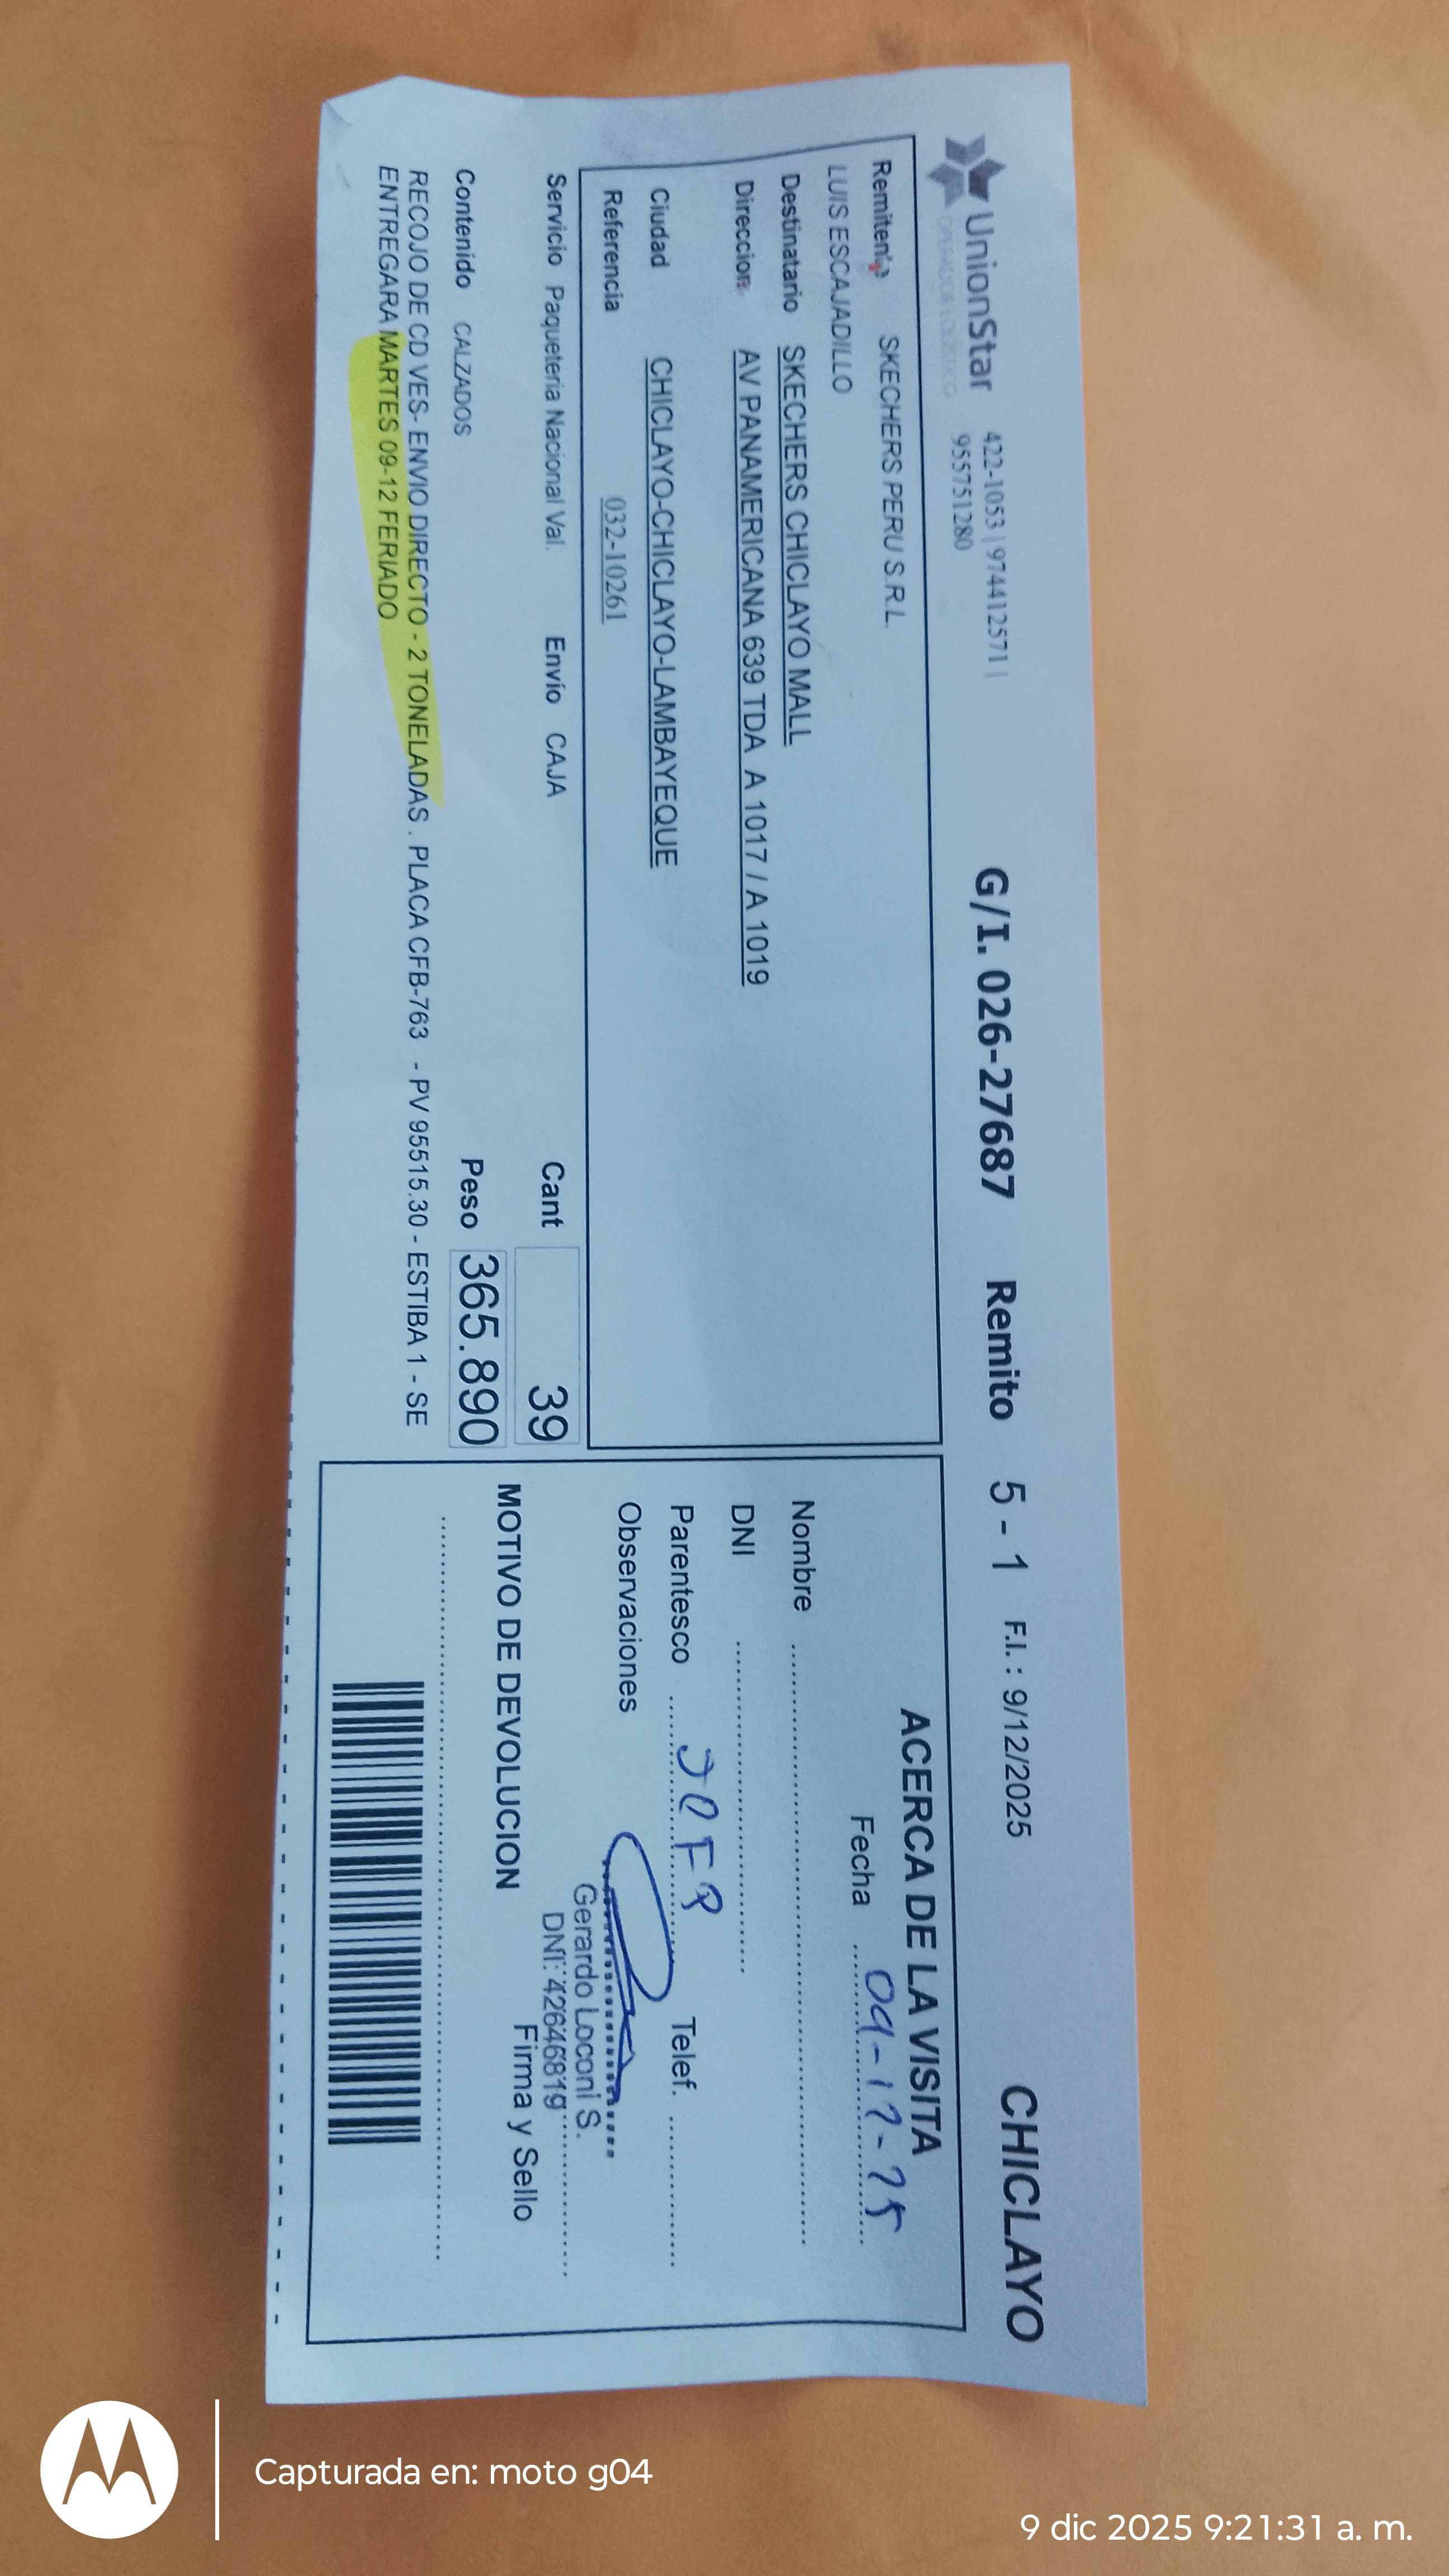 UnionStar
OPERADOR LOGISTICO
422-1053 | 974412571 |
955751280
G/I. 026-27687 Remito 5 - 1 F.I. : 9/12/2025 CHICLAYO
Remitente SKECHERS PERU S.R.L.
LUIS ESCAJADILLO
Destinatario SKECHERS CHICLAYO MALL
Direccion AV PANAMERICANA 639 TDA A 1017 / A 1019
Ciudad CHICLAYO-CHICLAYO-LAMBAYEQUE
Referencia 032-10261
Servicio Paqueteria Nacional Val. Envio CAJA Cant 39
Contenido CALZADOS Peso 365.890
RECOJO DE CD VES- ENVIO DIRECTO - 2 TONELADAS . PLACA CFB-763 - PV 95515.30 - ESTIBA 1 - SE
ENTREGARA MARTES 09-12 FERIADO
ACERCA DE LA VISITA
Fecha 09-12-25
Nombre
DNI
Parentesco Telef.
Observaciones
Gerardo Loconi S.
DNI: 42646819
Firma y Sello
MOTIVO DE DEVOLUCION
Capturada en: moto g04
9 dic 2025 9:21:31 a. m.